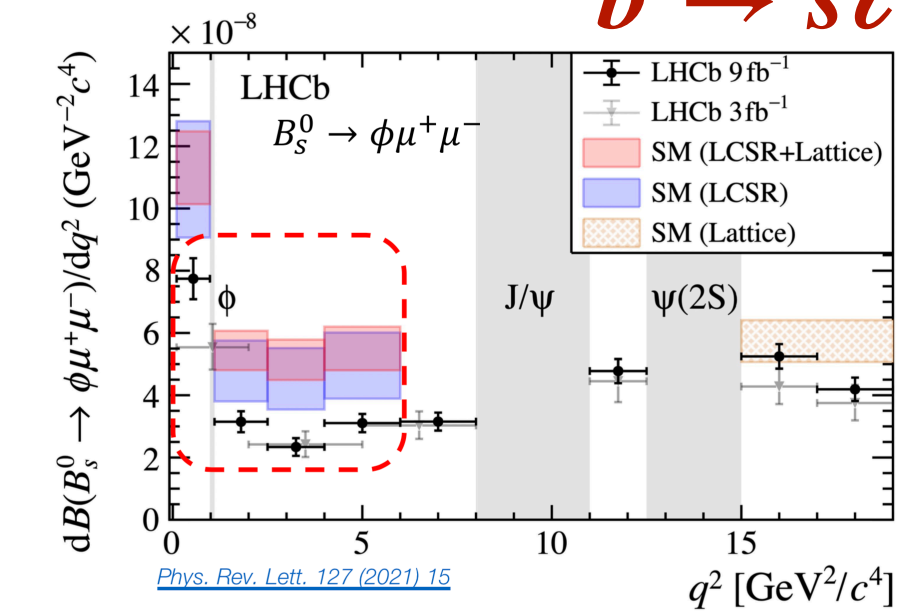 b → sℓ
× 10⁻⁸
LHCb
B⁰ₛ → ϕμ⁺μ⁻
LHCb 9 fb⁻¹
LHCb 3 fb⁻¹
SM (LCSR+Lattice)
SM (LCSR)
SM (Lattice)
dB(B⁰ₛ → ϕμ⁺μ⁻)/dq² (GeV⁻²c⁴)
14
12
10
8
6
4
2
0
ϕ
J/ψ
ψ(2S)
0 5 10 15
Phys. Rev. Lett. 127 (2021) 15
q² [GeV²/c⁴]